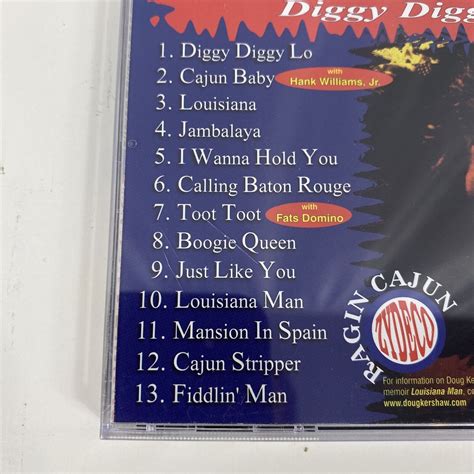 Diggy Digg
1. Diggy Diggy Lo
2. Cajun Baby with Hank Williams, Jr.
3. Louisiana
4. Jambalaya
5. I Wanna Hold You
6. Calling Baton Rouge
7. Toot Toot with Fats Domino
8. Boogie Queen
9. Just Like You
10. Louisiana Man
11. Mansion In Spain
12. Cajun Stripper
13. Fiddlin' Man
RAGIN CAJUN
ZYDECO
For information on Doug Ke
memoir Louisiana Man, c
www.dougkershaw.com